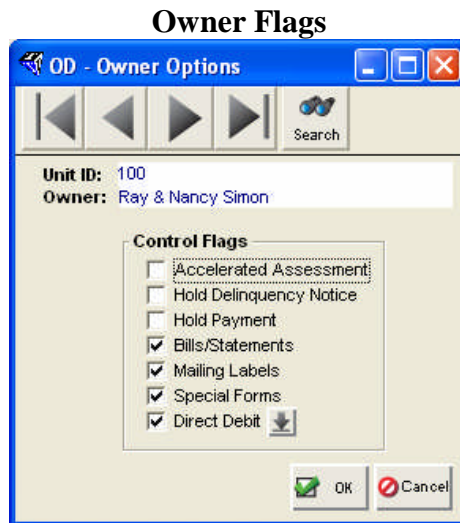 Owner Flags
OD - Owner Options
Search
Unit ID: 100
Owner: Ray & Nancy Simon
Control Flags
Accelerated Assessment
Hold Delinquency Notice
Hold Payment
Bills/Statements
Mailing Labels
Special Forms
Direct Debit
OK Cancel